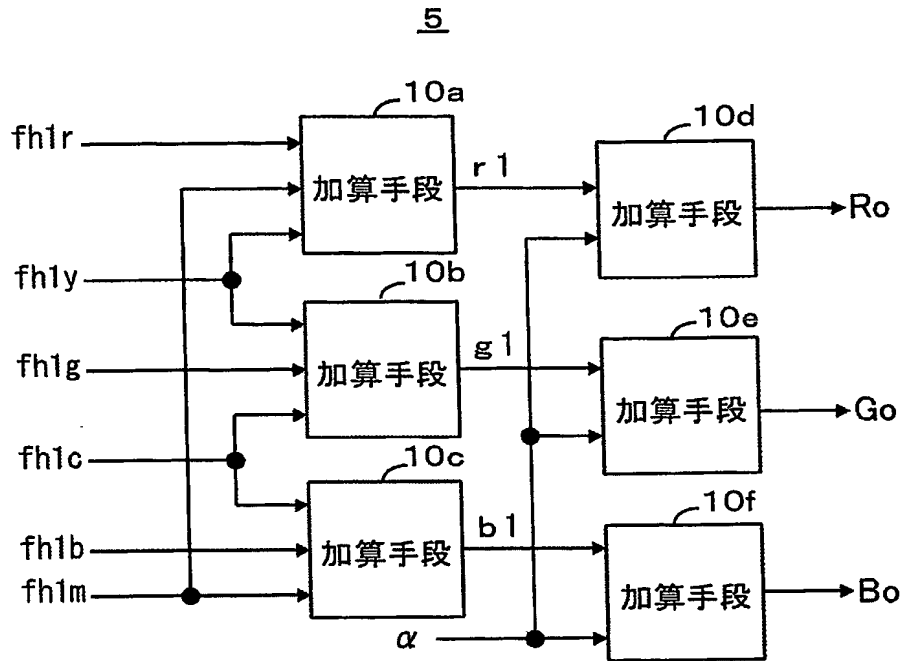 5
10a
fh1r
加算手段
r1
10d
加算手段
Ro
fh1y
10b
加算手段
g1
fh1g
10e
加算手段
Go
fh1c
10c
加算手段
b1
fh1b
fh1m
10f
加算手段
Bo
α